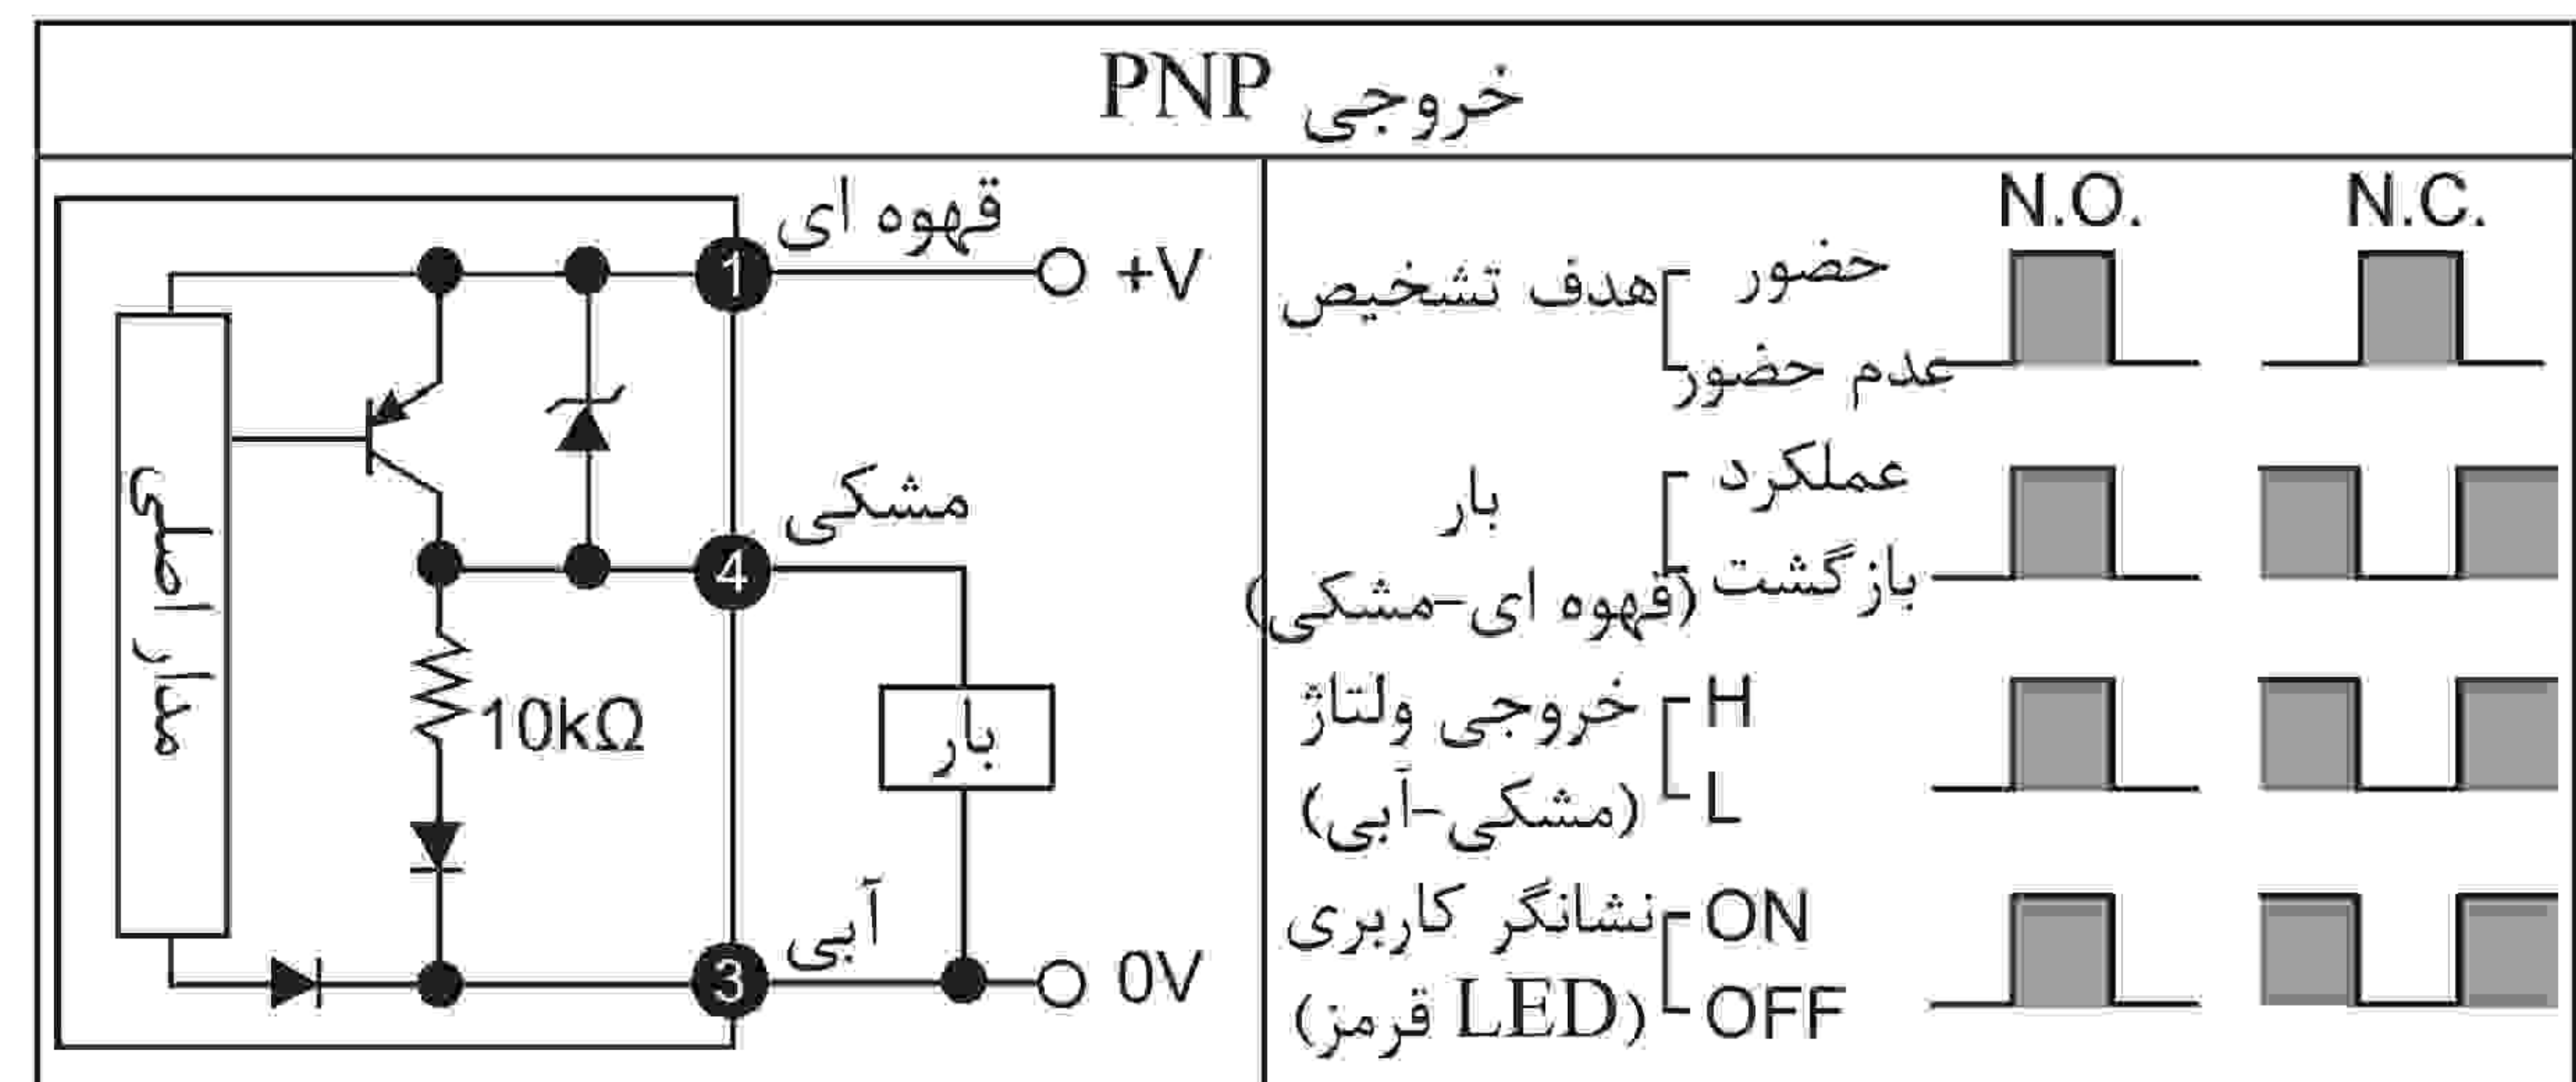 خروجی PNP
قهوه ای
1
+V
مدار اصلی
مشکی
4
10kΩ
بار
آبی
3
0V
N.O.
N.C.
هدف تشخیص
حضور
عدم حضور
بار
(قهوه ای-مشکی)
عملکرد
بازگشت
خروجی ولتاژ
(مشکی-آبی)
H
L
نشانگر کاربری
(LED قرمز)
ON
OFF